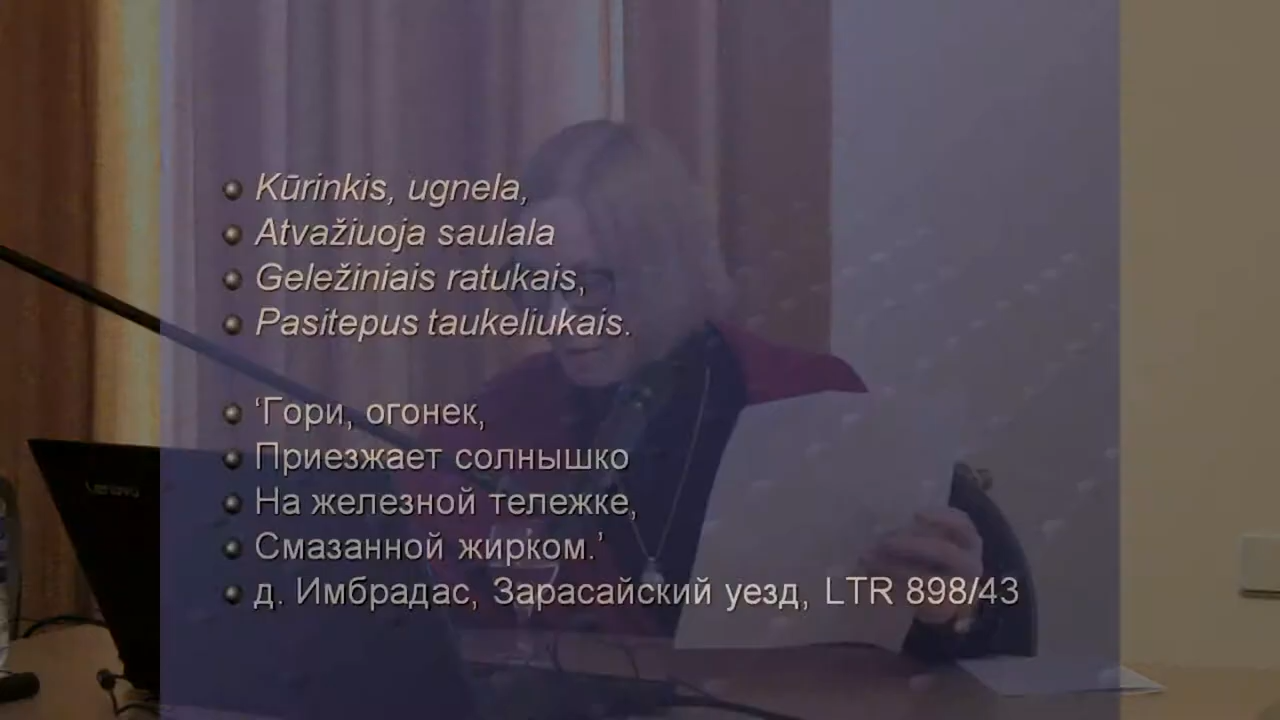 Kūrinkis, ugnela,
Atvažiuoja saulala
Geležiniais ratukais,
Pasitepus taukeliukais.
‘Гори, огонек,
Приезжает солнышко
На железной тележке,
Смазанной жирком.’
д. Имбрадас, Зарасайский уезд, LTR 898/43
Lenovo